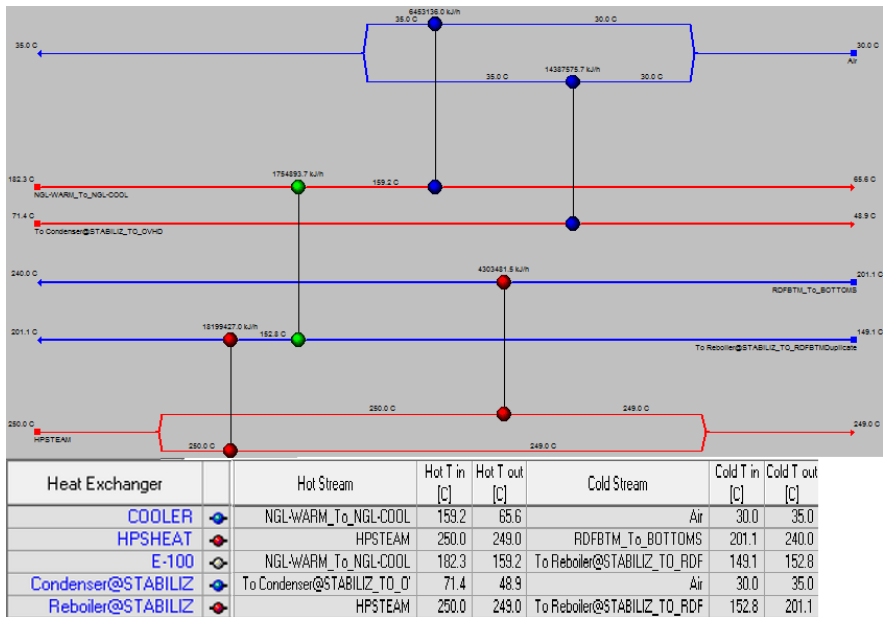 6453136.0 kJ/h
35.0 C 30.0 C
35.0 C 30.0 C
Air
14387575.7 kJ/h
35.0 C 30.0 C
1754893.7 kJ/h
182.3 C 159.2 C 65.6 C
NGL-WARM_To_NGL-COOL
71.4 C 48.9 C
To Condenser@STABILIZ_TO_OVHD
4303481.5 kJ/h
240.0 C 201.1 C
RDFBTM_To_BOTTOMS
18199427.0 kJ/h
201.1 C 152.8 C 149.1 C
To Reboiler@STABILIZ_TO_RDFBTMDuplicate
250.0 C 249.0 C
250.0 C 249.0 C
HPSTEAM
250.0 C 249.0 C
Heat Exchanger Hot Stream Hot T in [C] Hot T out [C] Cold Stream Cold T in [C] Cold T out [C]
COOLER NGL-WARM_To_NGL-COOL 159.2 65.6 Air 30.0 35.0
HPSHEAT HPSTEAM 250.0 249.0 RDFBTM_To_BOTTOMS 201.1 240.0
E-100 NGL-WARM_To_NGL-COOL 182.3 159.2 To Reboiler@STABILIZ_TO_RDF 149.1 152.8
Condenser@STABILIZ To Condenser@STABILIZ_TO_O' 71.4 48.9 Air 30.0 35.0
Reboiler@STABILIZ HPSTEAM 250.0 249.0 To Reboiler@STABILIZ_TO_RDF 152.8 201.1